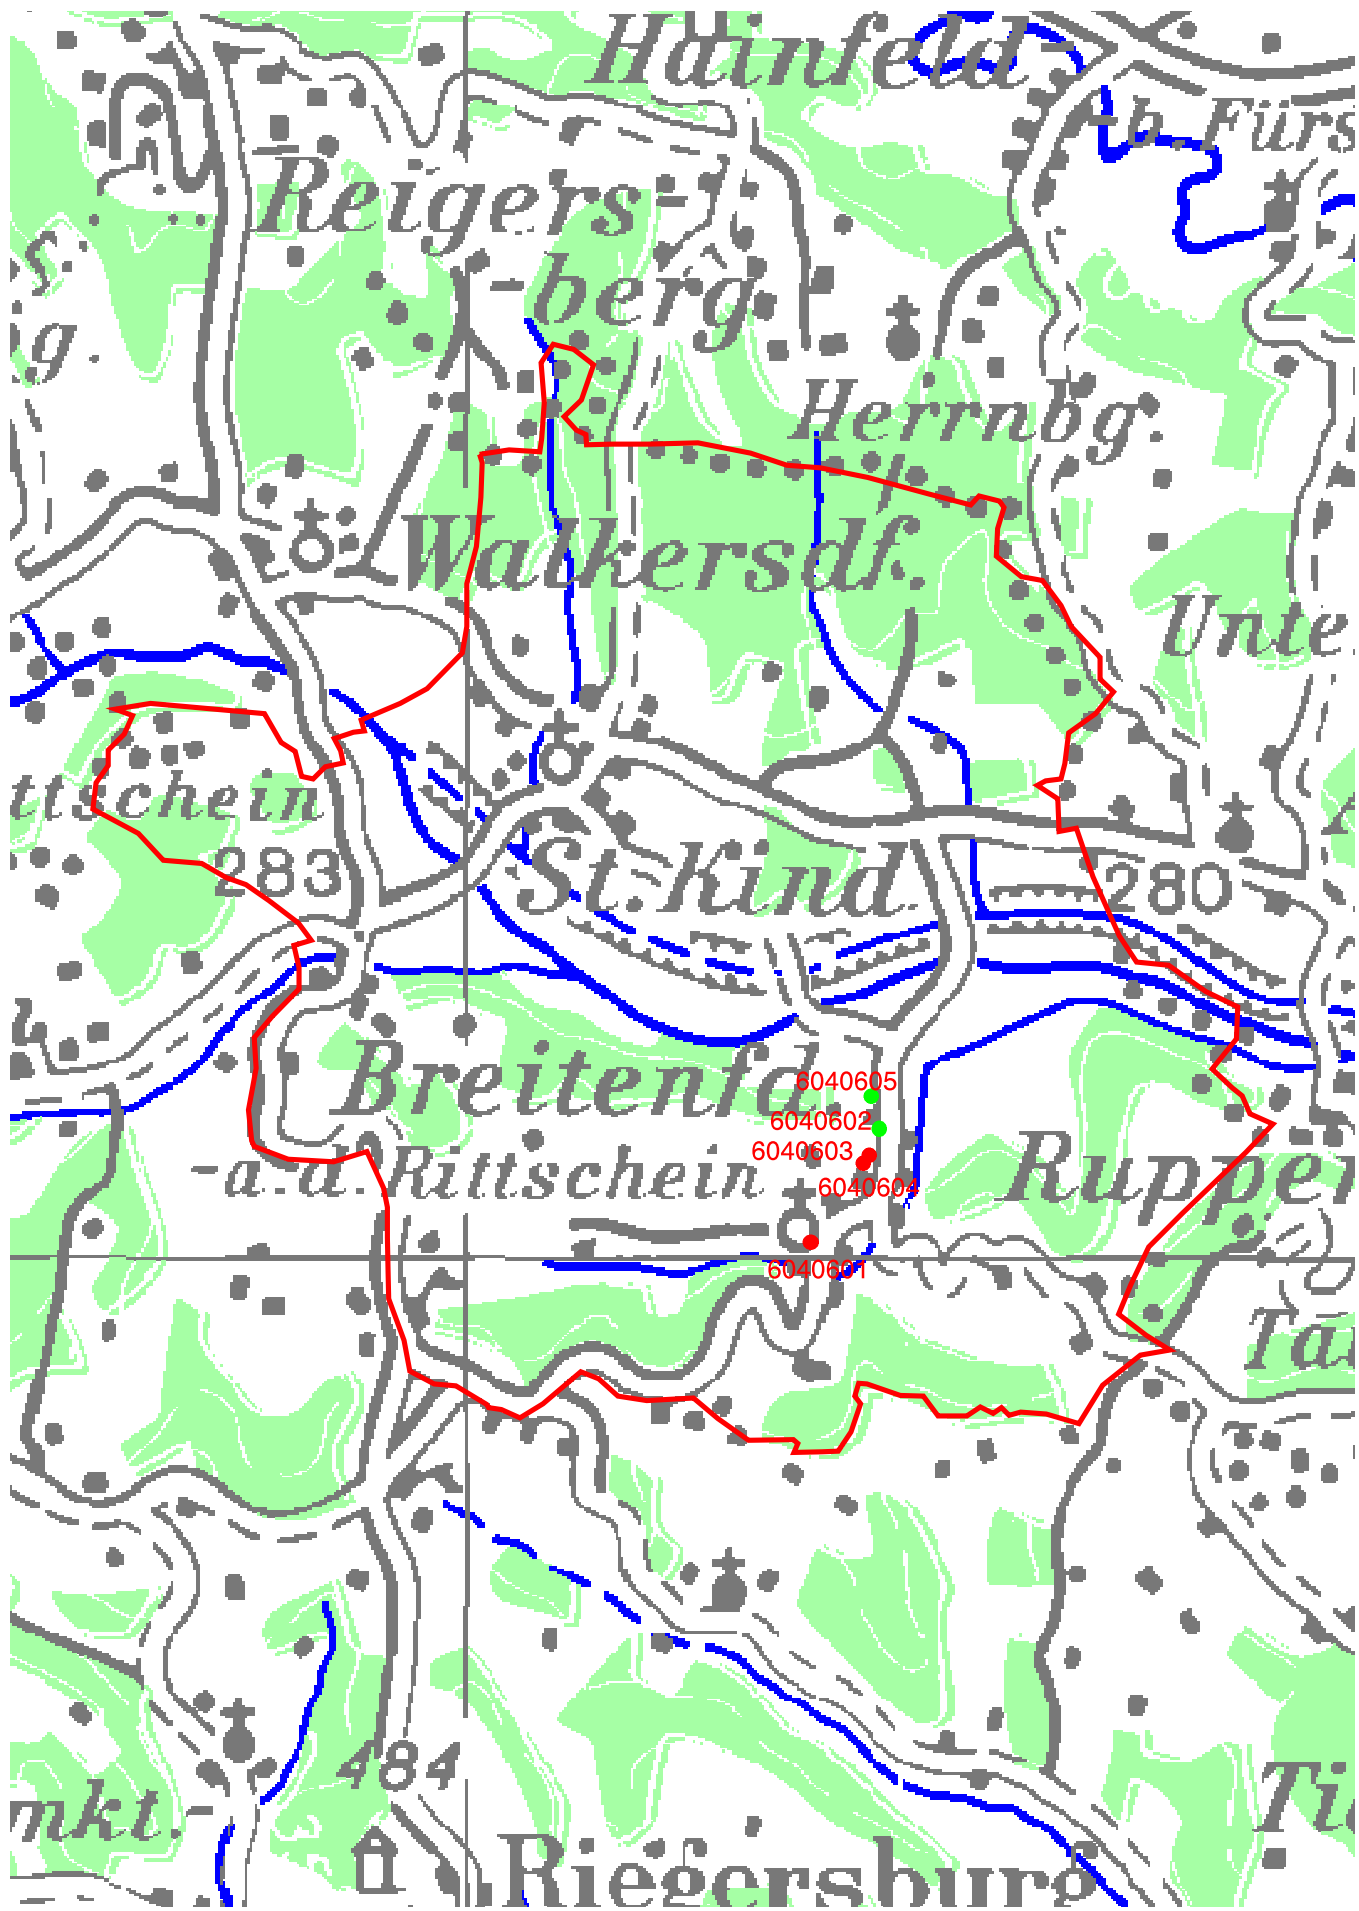 Hainfeld-
-b.Fürs
Reigers-
-berg
g.
Herrnbg.
Walkersdf.
Unte
ttschein
283
St.Kind
280
Breitenfd.
6040605
6040602
6040603
6040604
-a.d.Rittschein
Rupper
6040601
Ta
484
Ti
mkt.-
Riegersburg